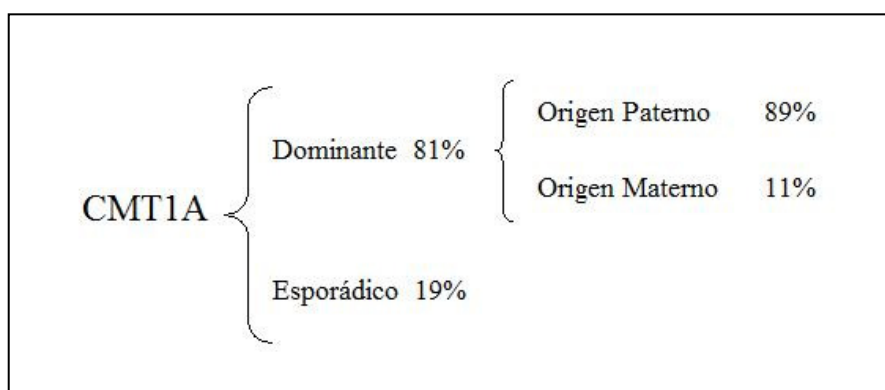 CMT1A
Dominante 81%
Origen Paterno 89%
Origen Materno 11%
Esporádico 19%